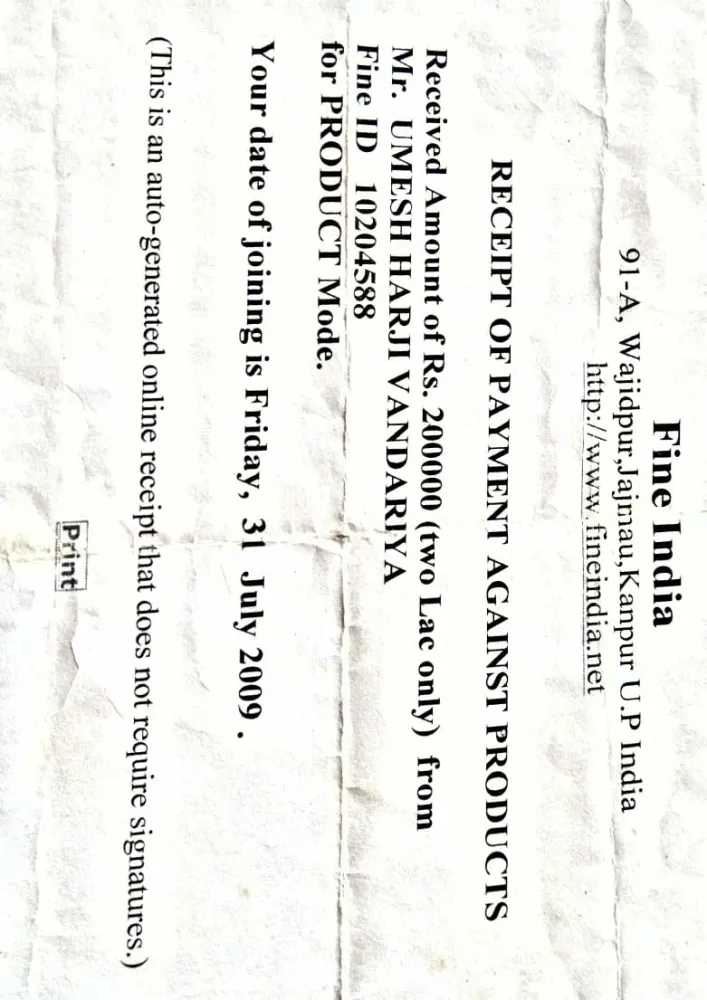 Fine India
91-A, Wajidpur,Jajmau,Kanpur U.P India
http://www.fineindia.net
RECEIPT OF PAYMENT AGAINST PRODUCTS
Received Amount of Rs. 200000 (two Lac only) from
Mr. UMESH HARJI VANDARIYA
Fine ID 10204588
for PRODUCT Mode.
Your date of joining is Friday, 31 July 2009 .
(This is an auto-generated online receipt that does not require signatures.)
Print